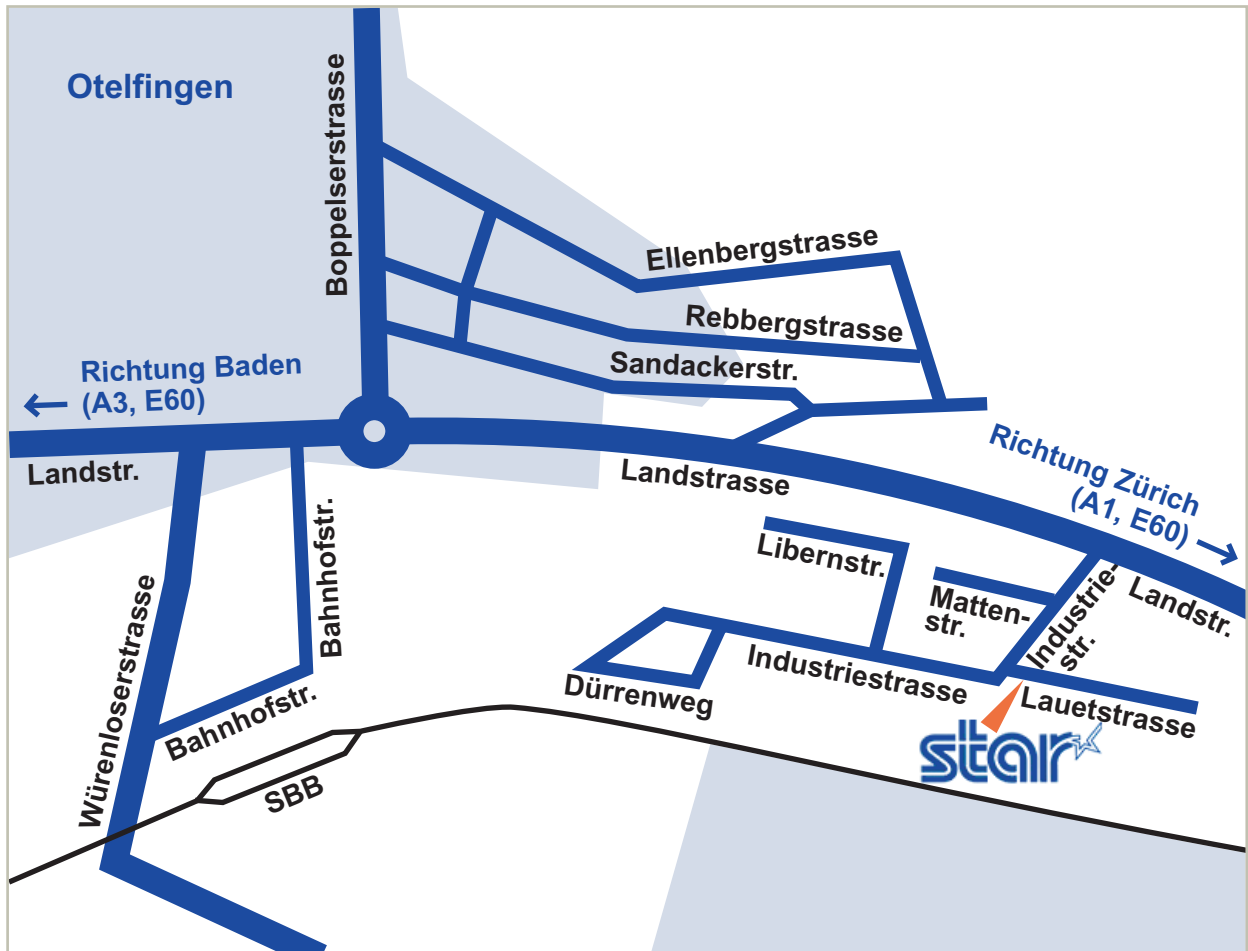 Otelfingen
Boppelserstrasse
Ellenbergstrasse
Rebbergstrasse
Sandackerstr.
Richtung Baden
(A3, E60)
Landstr.
Landstrasse
Richtung Zürich
(A1, E60)
Libernstr.
Matten-
str.
Industrie-
str.
Landstr.
Würenloserstrasse
Bahnhofstr.
Bahnhofstr.
Dürrenweg
Industriestrasse
Lauetstrasse
star
SBB